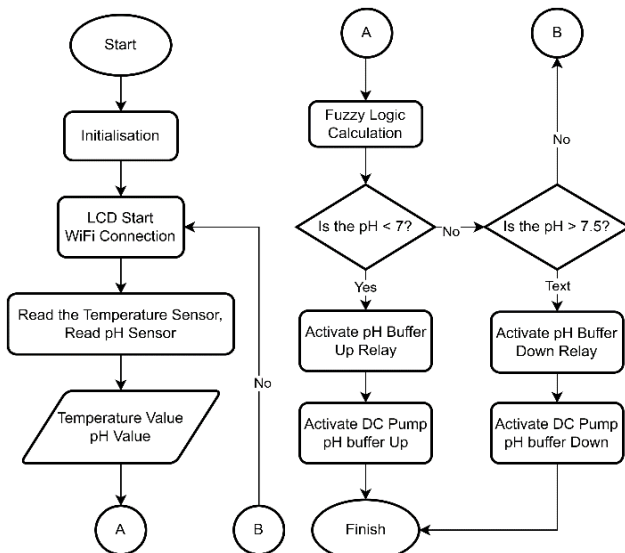 Start
Initialisation
LCD Start
WiFi Connection
Read the Temperature Sensor,
Read pH Sensor
Temperature Value
pH Value
A
B
No
A
Fuzzy Logic
Calculation
Is the pH < 7?
No
Yes
Activate pH Buffer
Up Relay
Activate DC Pump
pH buffer Up
Finish
B
No
Is the pH > 7.5?
Text
Activate pH Buffer
Down Relay
Activate DC Pump
pH buffer Down